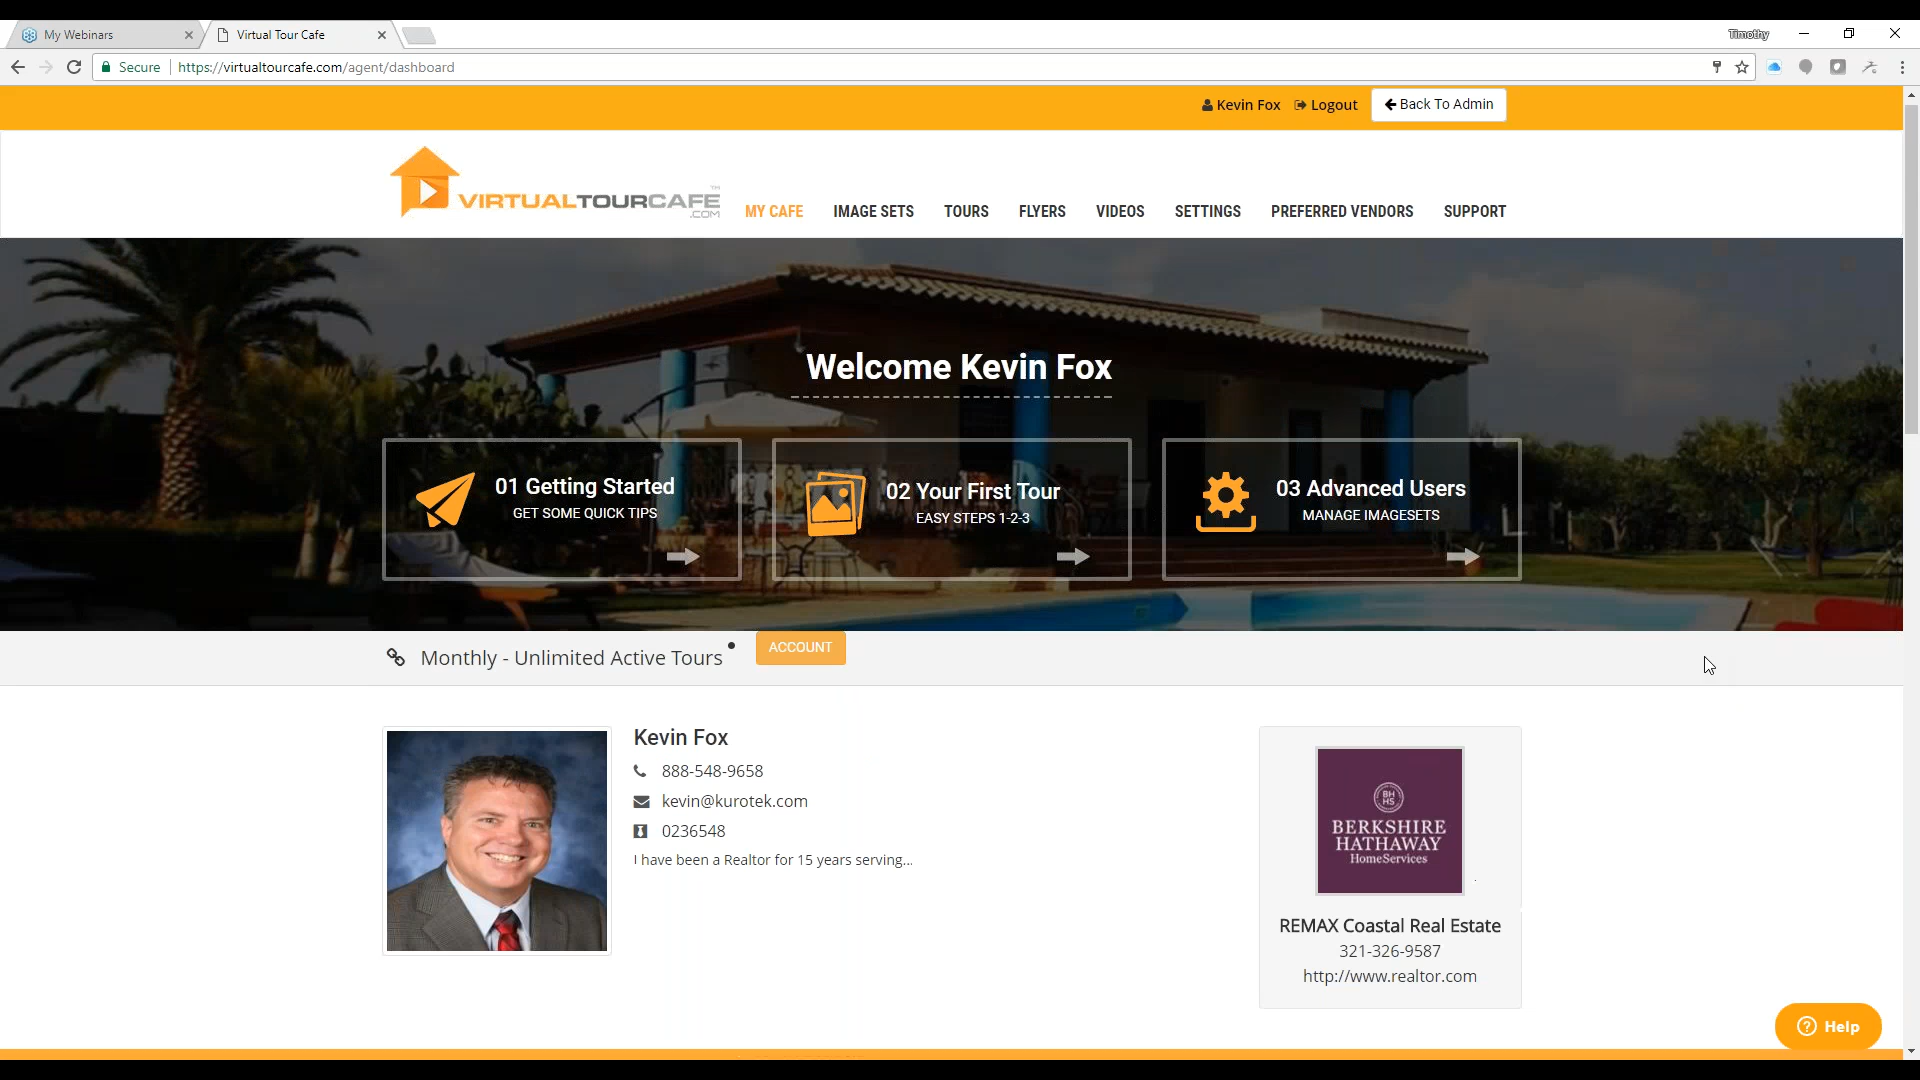 My Webinars
Virtual Tour Cafe
Timothy
Secure
https://virtualtourcafe.com/agent/dashboard
Kevin Fox
Logout
Back To Admin
VIRTUALTOURCAFE™
.COM
MY CAFE
IMAGE SETS
TOURS
FLYERS
VIDEOS
SETTINGS
PREFERRED VENDORS
SUPPORT
Welcome Kevin Fox
01 Getting Started
GET SOME QUICK TIPS
02 Your First Tour
EASY STEPS 1-2-3
03 Advanced Users
MANAGE IMAGESETS
Monthly - Unlimited Active Tours
ACCOUNT
Kevin Fox
888-548-9658
kevin@kurotek.com
0236548
I have been a Realtor for 15 years serving...
BH
HS
BERKSHIRE
HATHAWAY
HomeServices
REMAX Coastal Real Estate
321-326-9587
http://www.realtor.com
Help